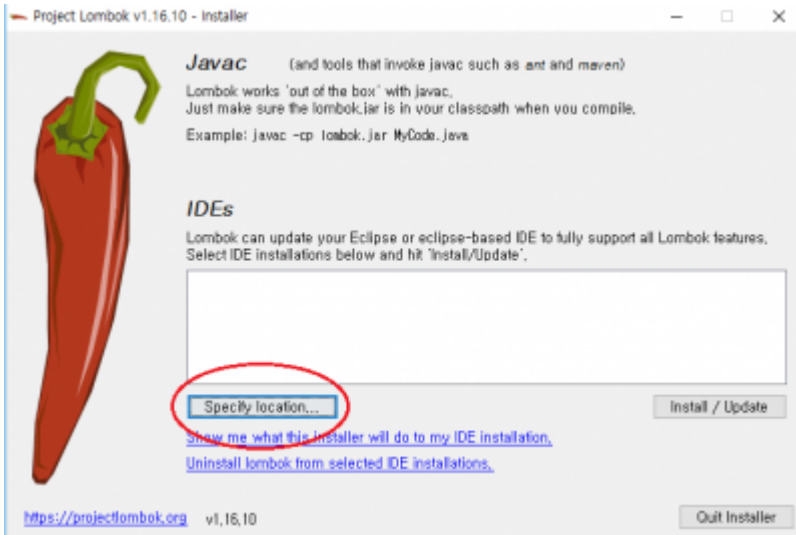 Project Lombok v1.16.10 - Installer
Javac (and tools that invoke javac such as ant and maven)
Lombok works 'out of the box' with javac.
Just make sure the lombok.jar is in your classpath when you compile.
Example: javac -cp lombok.jar MyCode.java
IDEs
Lombok can update your Eclipse or eclipse-based IDE to fully support all Lombok features.
Select IDE installations below and hit 'Install/Update'.
Specify location...
Install / Update
Show me what this installer will do to my IDE installation.
Uninstall lombok from selected IDE installations.
https://projectlombok.org v1.16.10
Quit Installer